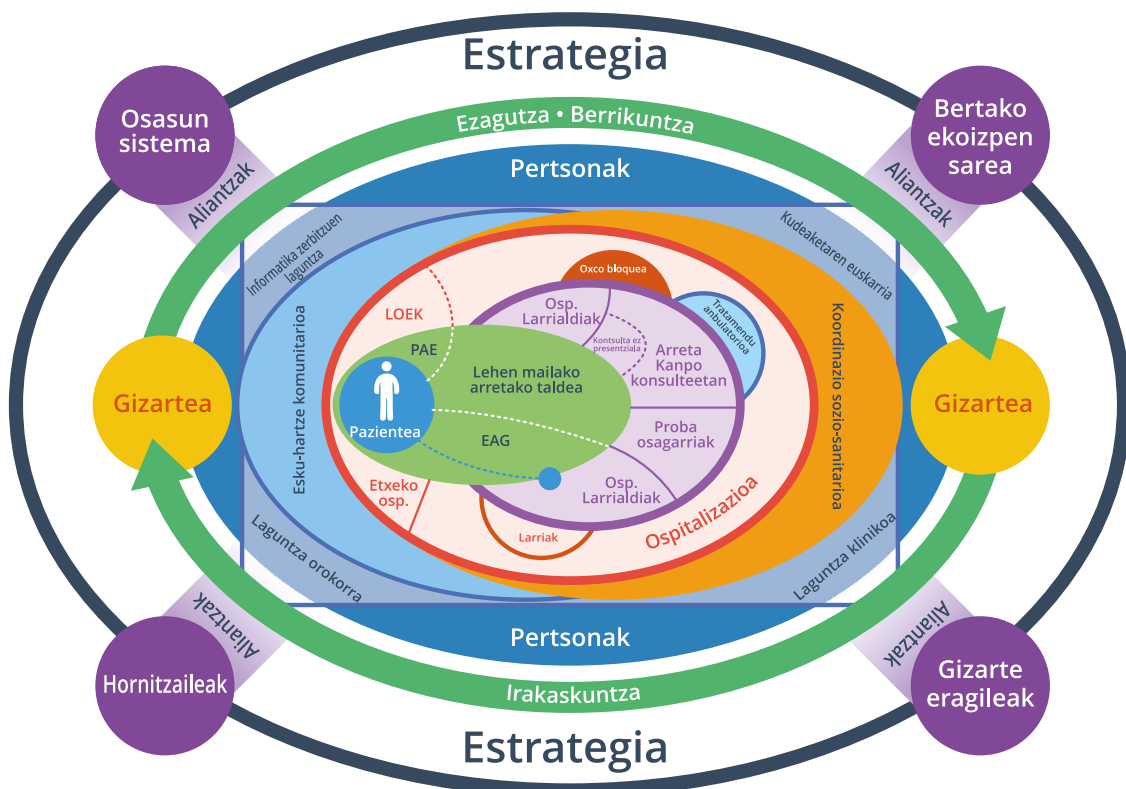 Estrategia
Osasun
sistema
Bertako
ekoizpen
sarea
Ezagutza • Berrikuntza
Aliantzak
Aliantzak
Pertsonak
Informatika zerbitzuen
laguntza
Kudeaketaren euskarria
Oxco bloquea
Osp.
Larrialdiak
Tratamendu
anbulatorioa
LOEK
Kontsulta ez
presentziala
PAE
Arreta
Kanpo
konsulteetan
Esku-hartze komunitarioa
Koordinazio sozio-sanitarioa
Lehen mailako
arretako taldea
Gizartea
Pazientea
Gizartea
EAG
Proba
osagarriak
Etxeko
osp.
Osp.
Larrialdiak
Ospitalizazioa
Larriak
Laguntza orokorra
Laguntza klinikoa
Aliantzak
Aliantzak
Pertsonak
Hornitzaileak
Gizarte
eragileak
Irakaskuntza
Estrategia